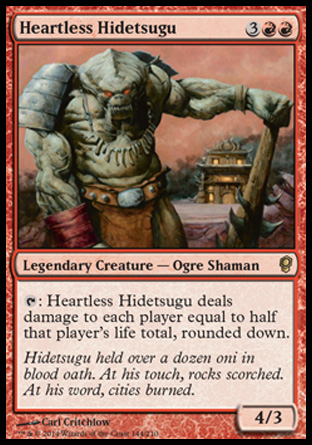 Heartless Hidetsugu 3
Legendary Creature — Ogre Shaman
: Heartless Hidetsugu deals
damage to each player equal to half
that player's life total, rounded down.
Hidetsugu held over a dozen oni in
blood oath. At his touch, rocks scorched.
At his word, cities burned.
Carl Critchlow
4/3